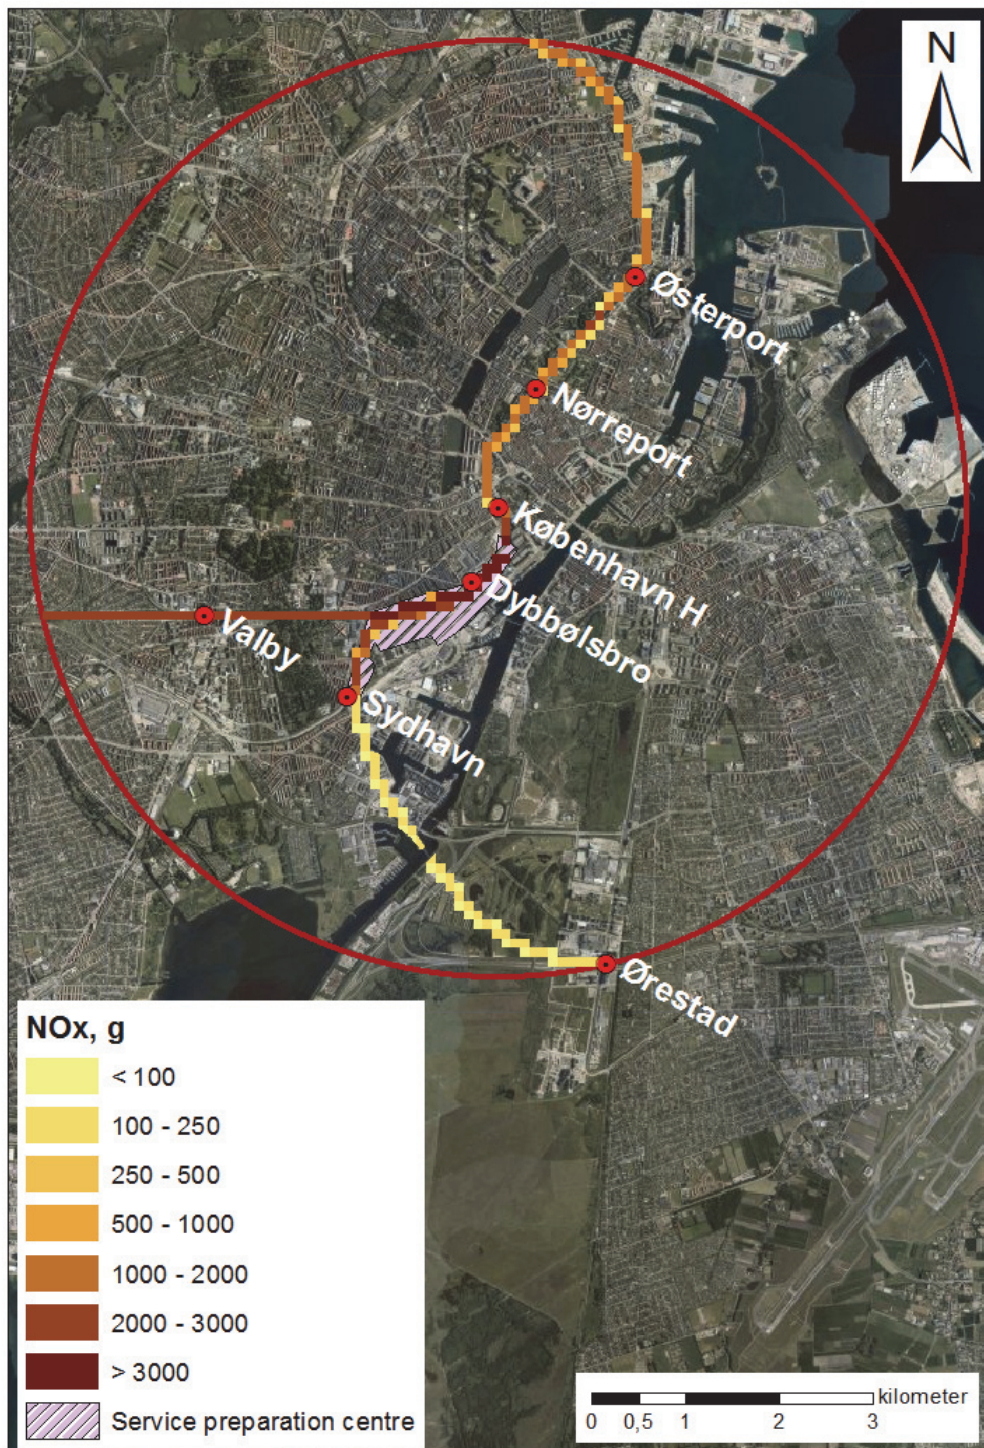 N
Østerport
Nørreport
København H
Dybbølsbro
Valby
Sydhavn
Ørestad
NOx, g
< 100
100 - 250
250 - 500
500 - 1000
1000 - 2000
2000 - 3000
> 3000
Service preparation centre
kilometer
0 0,5 1 2 3